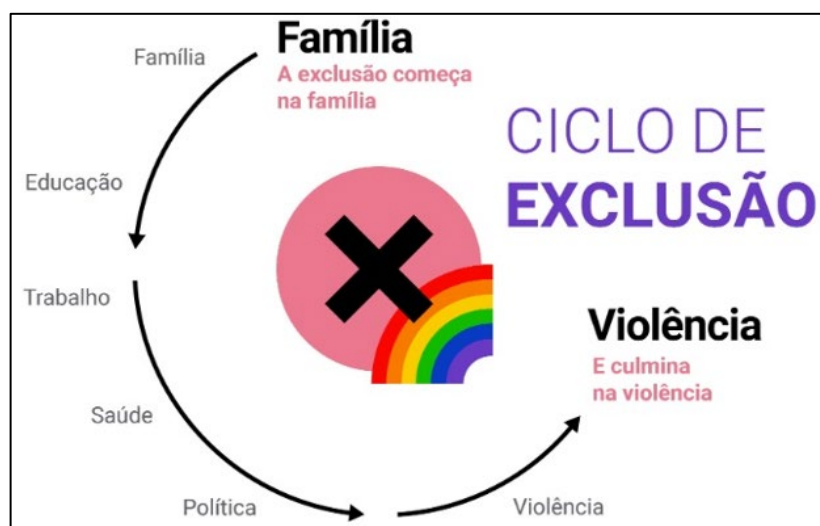 Família
A exclusão começa
na família
Família
CICLO DE
EXCLUSÃO
Educação
Trabalho
Violência
E culmina
na violência
Saúde
Política
Violência